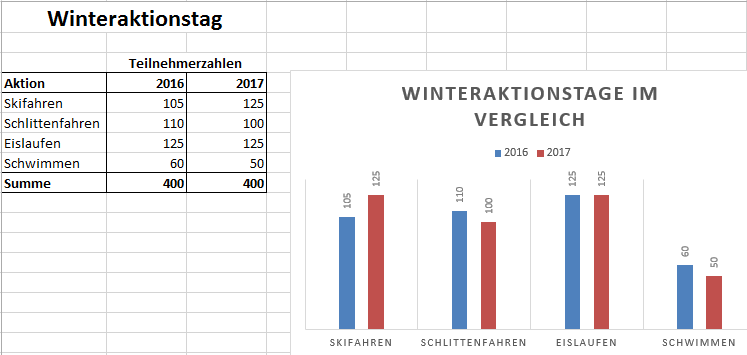 Winteraktionstag
Teilnehmerzahlen
Aktion 2016 2017
Skifahren 105 125
Schlittenfahren 110 100
Eislaufen 125 125
Schwimmen 60 50
Summe 400 400
WINTERAKTIONSTAGE IM
VERGLEICH
2016 2017
105 125 110 100 125 125 60 50
SKIFAHREN SCHLITTENFAHREN EISLAUFEN SCHWIMMEN